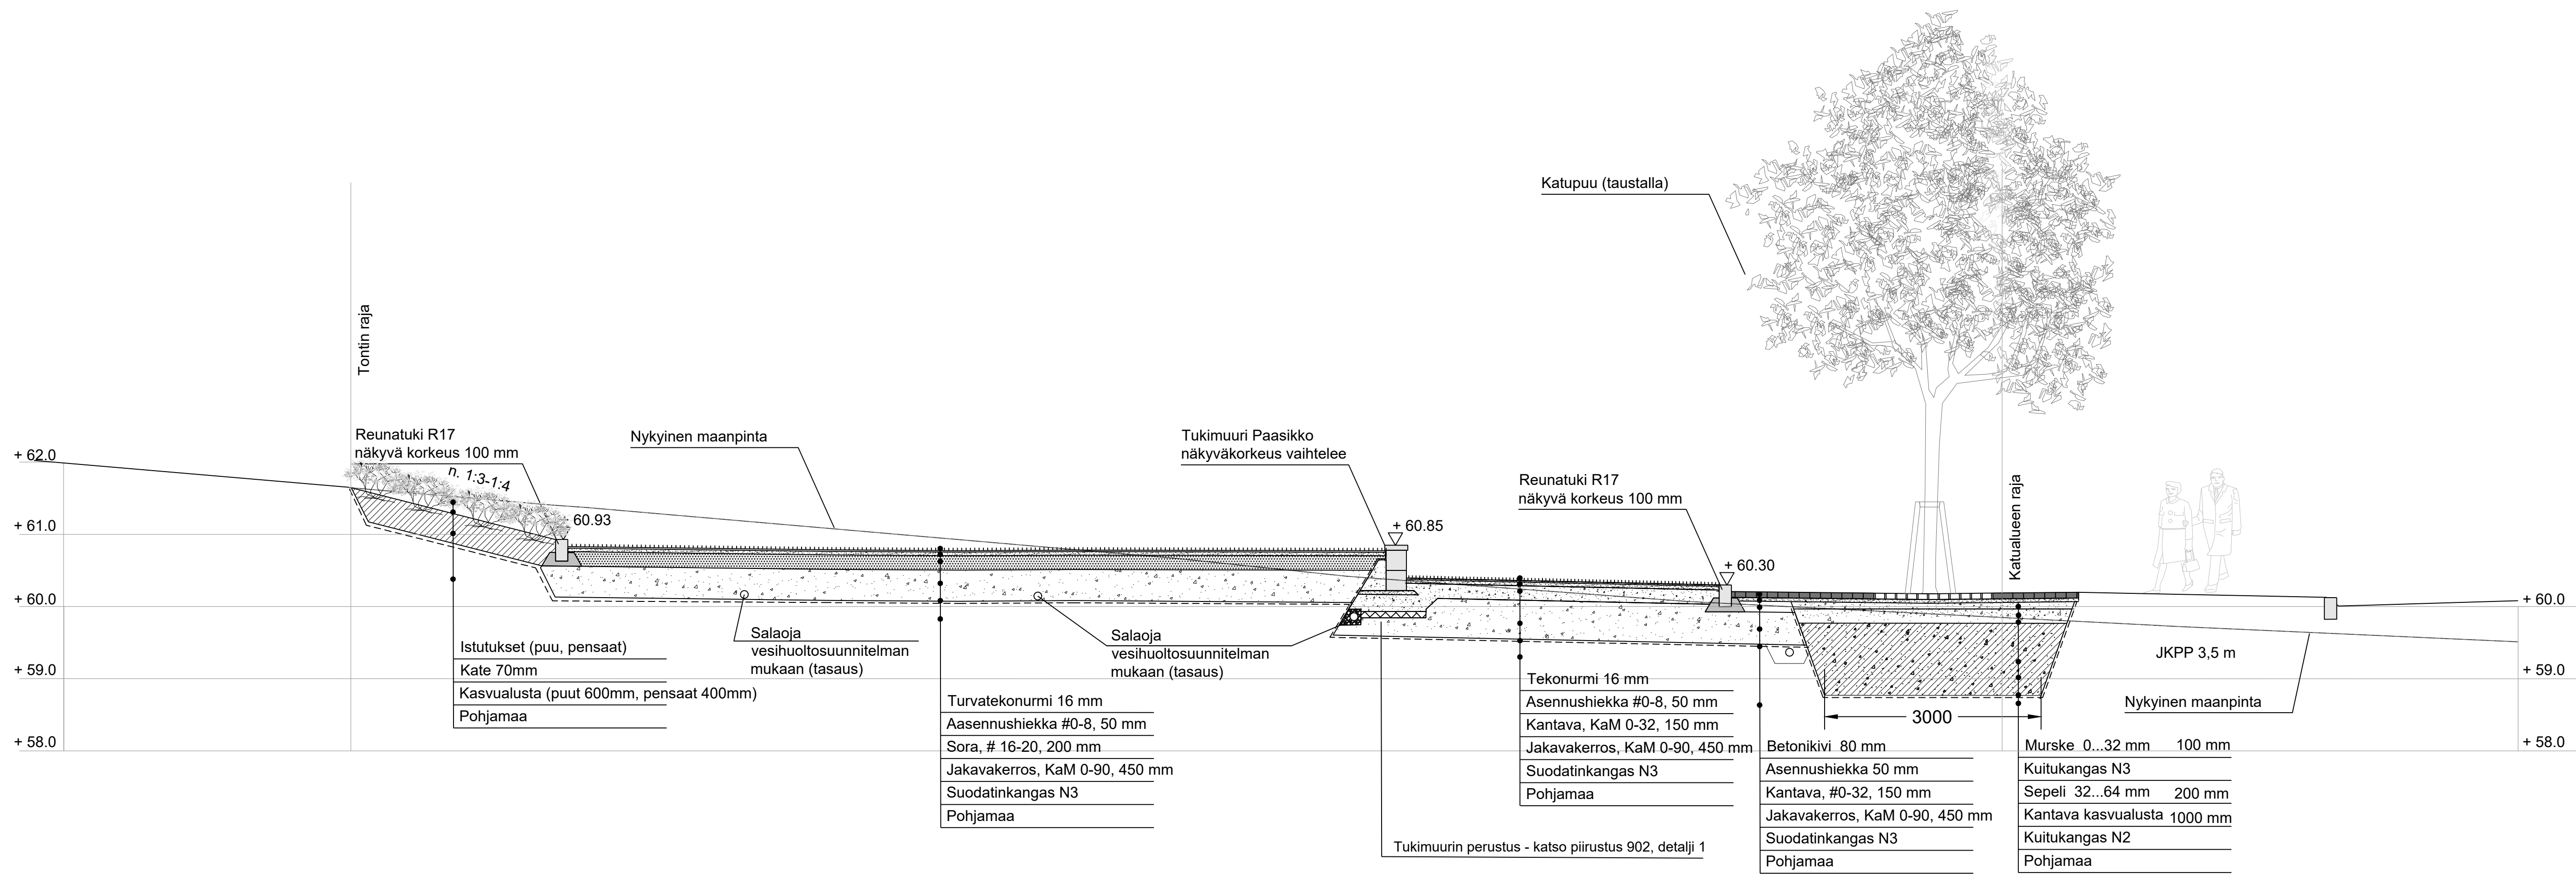 Katupuu (taustalla)
Tontin raja
Reunatuki R17
näkyvä korkeus 100 mm
n. 1:3-1:4
Nykyinen maanpinta
Tukimuuri Paasikko
näkyväkorkeus vaihtelee
Reunatuki R17
näkyvä korkeus 100 mm
Katualueen raja
+ 62.0
+ 61.0
+ 60.0
+ 59.0
+ 58.0
60.93
+ 60.85
+ 60.30
+ 60.0
+ 59.0
+ 58.0
Istutukset (puu, pensaat)
Kate 70mm
Kasvualusta (puut 600mm, pensaat 400mm)
Pohjamaa
Salaoja
vesihuoltosuunnitelman
mukaan (tasaus)
Salaoja
vesihuoltosuunnitelman
mukaan (tasaus)
Turvatekonurmi 16 mm
Aasennushiekka #0-8, 50 mm
Sora, # 16-20, 200 mm
Jakavakerros, KaM 0-90, 450 mm
Suodatinkangas N3
Pohjamaa
Tekonurmi 16 mm
Asennushiekka #0-8, 50 mm
Kantava, KaM 0-32, 150 mm
Jakavakerros, KaM 0-90, 450 mm
Suodatinkangas N3
Pohjamaa
Tukimuurin perustus - katso piirustus 902, detalji 1
3000
JKPP 3,5 m
Nykyinen maanpinta
Betonikivi 80 mm
Asennushiekka 50 mm
Kantava, #0-32, 150 mm
Jakavakerros, KaM 0-90, 450 mm
Suodatinkangas N3
Pohjamaa
Murske 0...32 mm 100 mm
Kuitukangas N3
Sepeli 32...64 mm 200 mm
Kantava kasvualusta 1000 mm
Kuitukangas N2
Pohjamaa